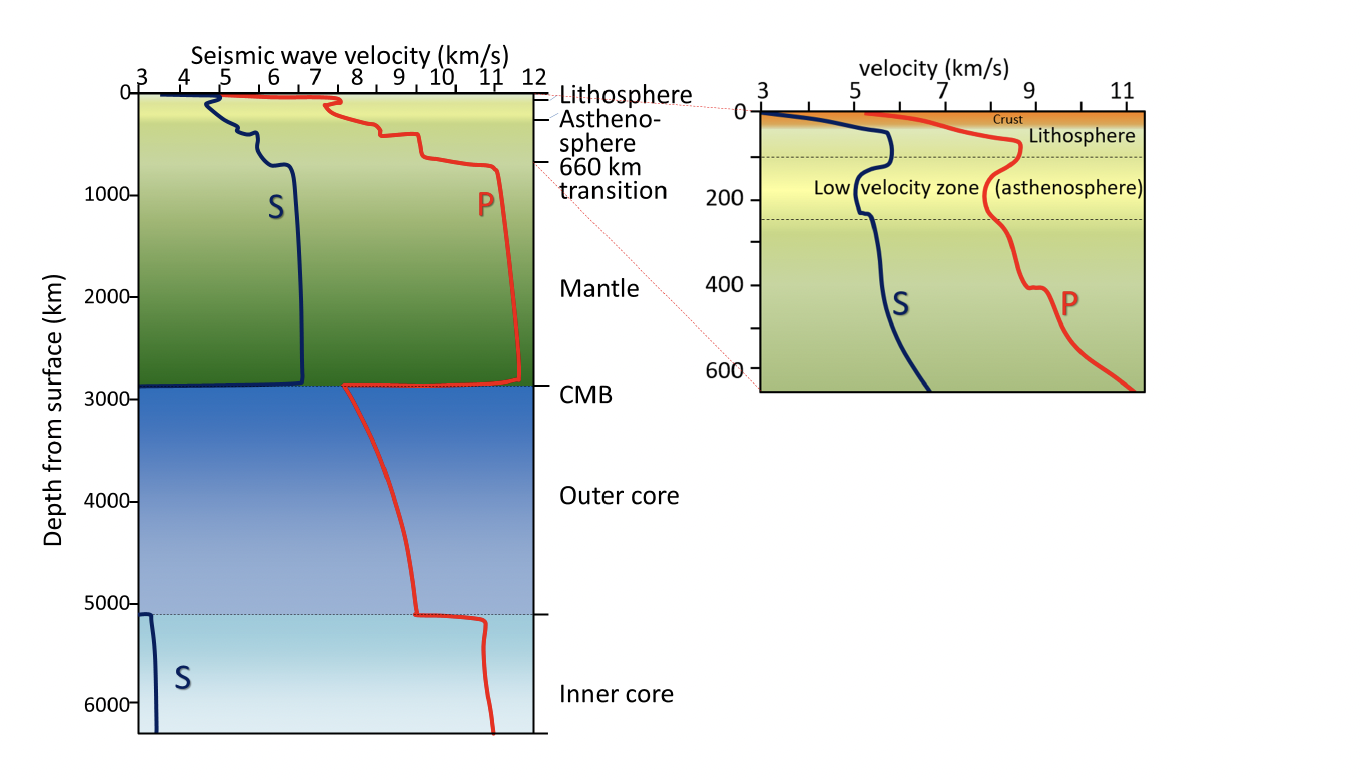 Seismic wave velocity (km/s)
3 4 5 6 7 8 9 10 11 12
0
1000
2000
3000
4000
5000
6000
Depth from surface (km)
S
P
S
Lithosphere
Astheno-
sphere
660 km
transition
Mantle
CMB
Outer core
Inner core
velocity (km/s)
3 5 7 9 11
0
200
400
600
Crust
Lithosphere
Low velocity zone (asthenosphere)
S
P